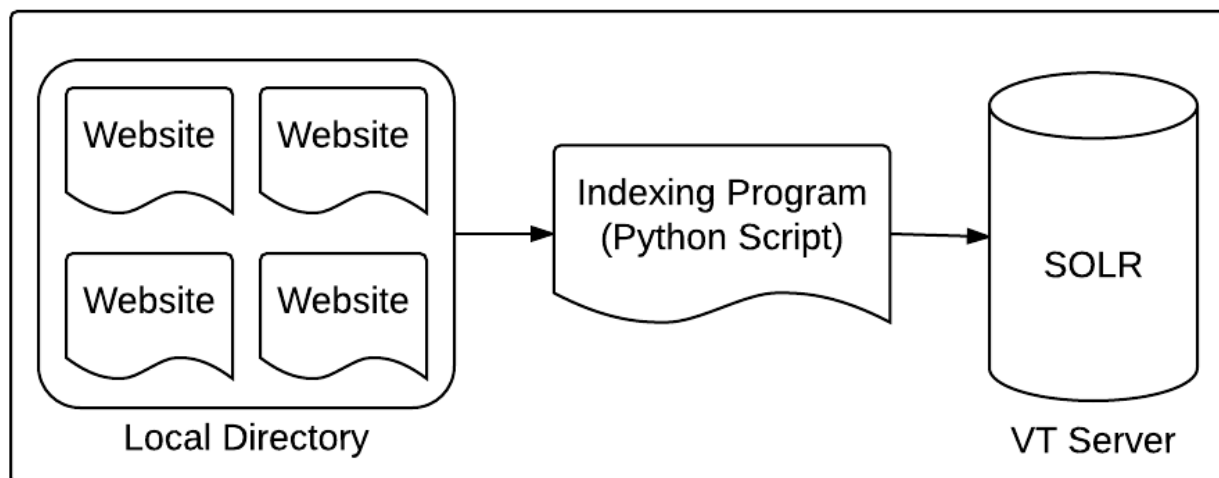 Website
Website
Website
Website
Local Directory
Indexing Program
(Python Script)
SOLR
VT Server